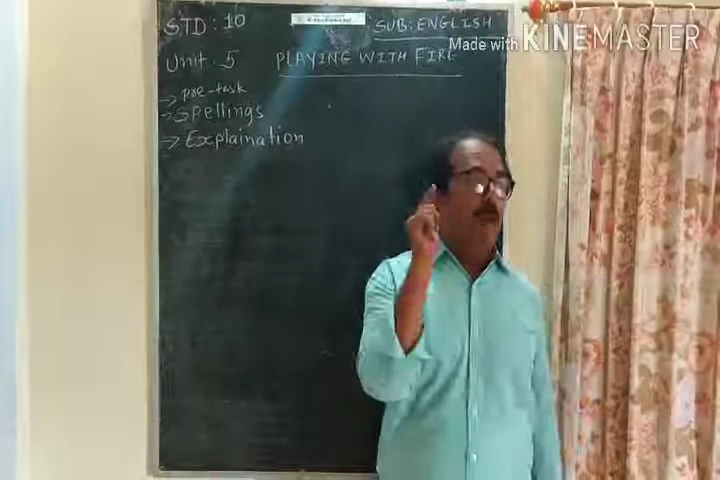 STD: 10
SUB: ENGLISH
Made with KINEMASTER
Unit. 5 PLAYING WITH FIRE
→ pre-task
→ Spellings
→ Explaination